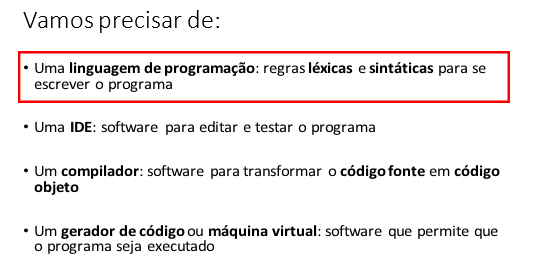 Vamos precisar de:
• Uma linguagem de programação: regras léxicas e sintáticas para se
escrever o programa
• Uma IDE: software para editar e testar o programa
• Um compilador: software para transformar o código fonte em código
objeto
• Um gerador de código ou máquina virtual: software que permite que
o programa seja executado